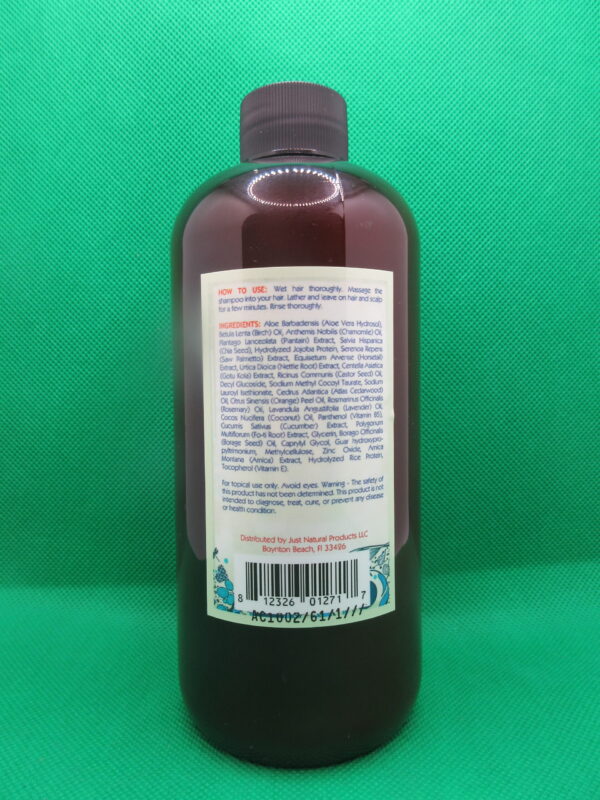 HOW TO USE: Wet hair thoroughly. Massage the
shampoo into your hair. Lather and leave on hair and scalp
for a few minutes. Rinse thoroughly.
INGREDIENTS: Aloe Barbadensis (Aloe Vera Hydrosol),
Betula Lenta (Birch) Oil, Anthemis Nobilis (Chamomile) Oil,
Plantago Lanceolata (Plantain) Extract, Salvia Hispanica
(Chia Seed), Hydrolyzed Jojoba Protein, Serenoa Repens
(Saw Palmetto) Extract, Equisetum Arvense (Horsetail)
Extract, Urtica Dioica (Nettle Root) Extract, Centella Asiatica
(Gotu Kola) Extract, Ricinus Communis (Castor Seed) Oil,
Decyl Glucoside, Sodium Methyl Cocoyl Taurate, Sodium
Lauroyl Isethionate, Cedrus Atlantica (Atlas Cedarwood)
Oil, Citrus Sinensis (Orange) Peel Oil, Rosmarinus Officinalis
(Rosemary) Oil, Lavandula Angustifolia (Lavender) Oil,
Cocos Nucifera (Coconut) Oil, Panthenol (Vitamin B5),
Cucumis Sativus (Cucumber) Extract, Polygonum
Multiflorum (Fo-ti Root) Extract, Glycerin, Borago Officinalis
(Borage Seed) Oil, Caprylyl Glycol, Guar hydroxypro-
pyltrimonium, Methylcellulose, Zinc Oxide, Arnica
Montana (Arnica) Extract, Hydrolyzed Rice Protein,
Tocopherol (Vitamin E).
For topical use only. Avoid eyes. Warning - The safety of
this product has not been determined. This product is not
intended to diagnose, treat, cure, or prevent any disease
or health condition.
Distributed by Just Natural Products LLC
Boynton Beach, Fl 33426
8 12326 01271 7
AC1002/61/1///